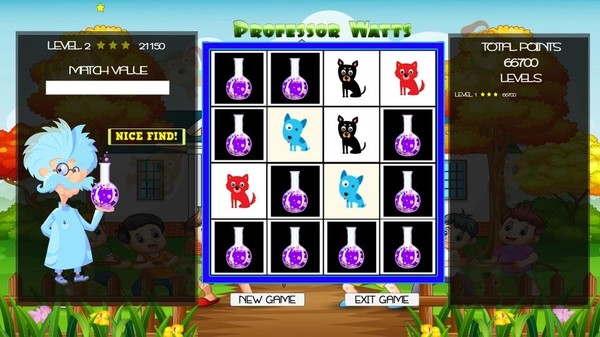 PROFESSOR WATTS
LEVEL 2 21150
MATCH VALUE
NICE FIND!
TOTAL POINTS
66700
LEVELS
LEVEL 1 66700
NEW GAME
EXIT GAME